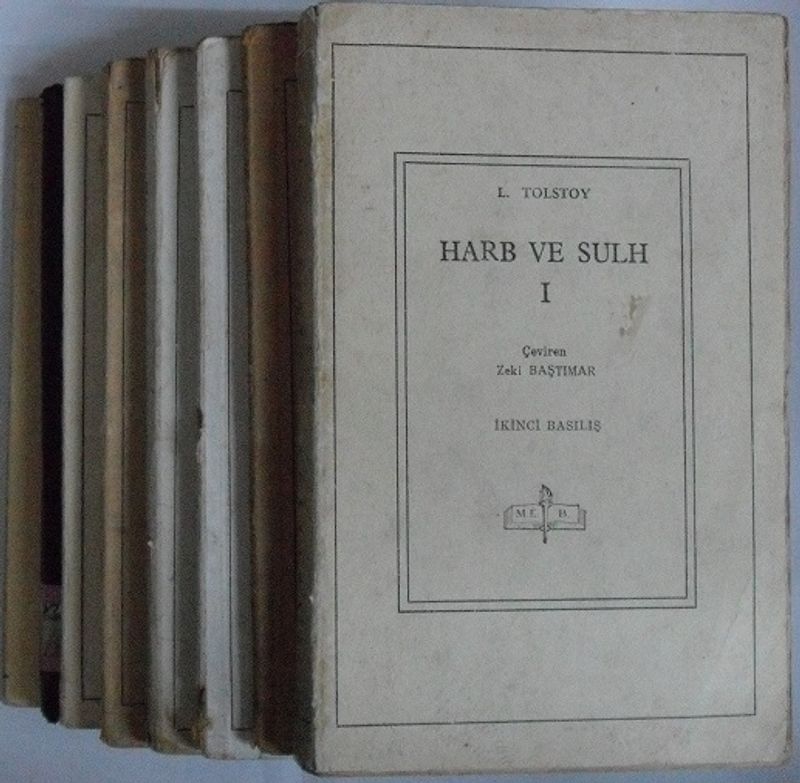 L. TOLSTOY
HARB VE SULH
I
Çeviren
Zeki BAŞTIMAR
İKİNCİ BASILIŞ
M. E. B.